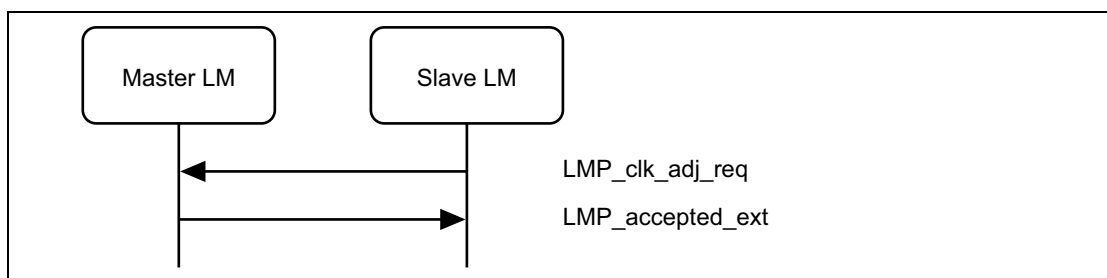 Master LM
Slave LM
LMP_clk_adj_req
LMP_accepted_ext